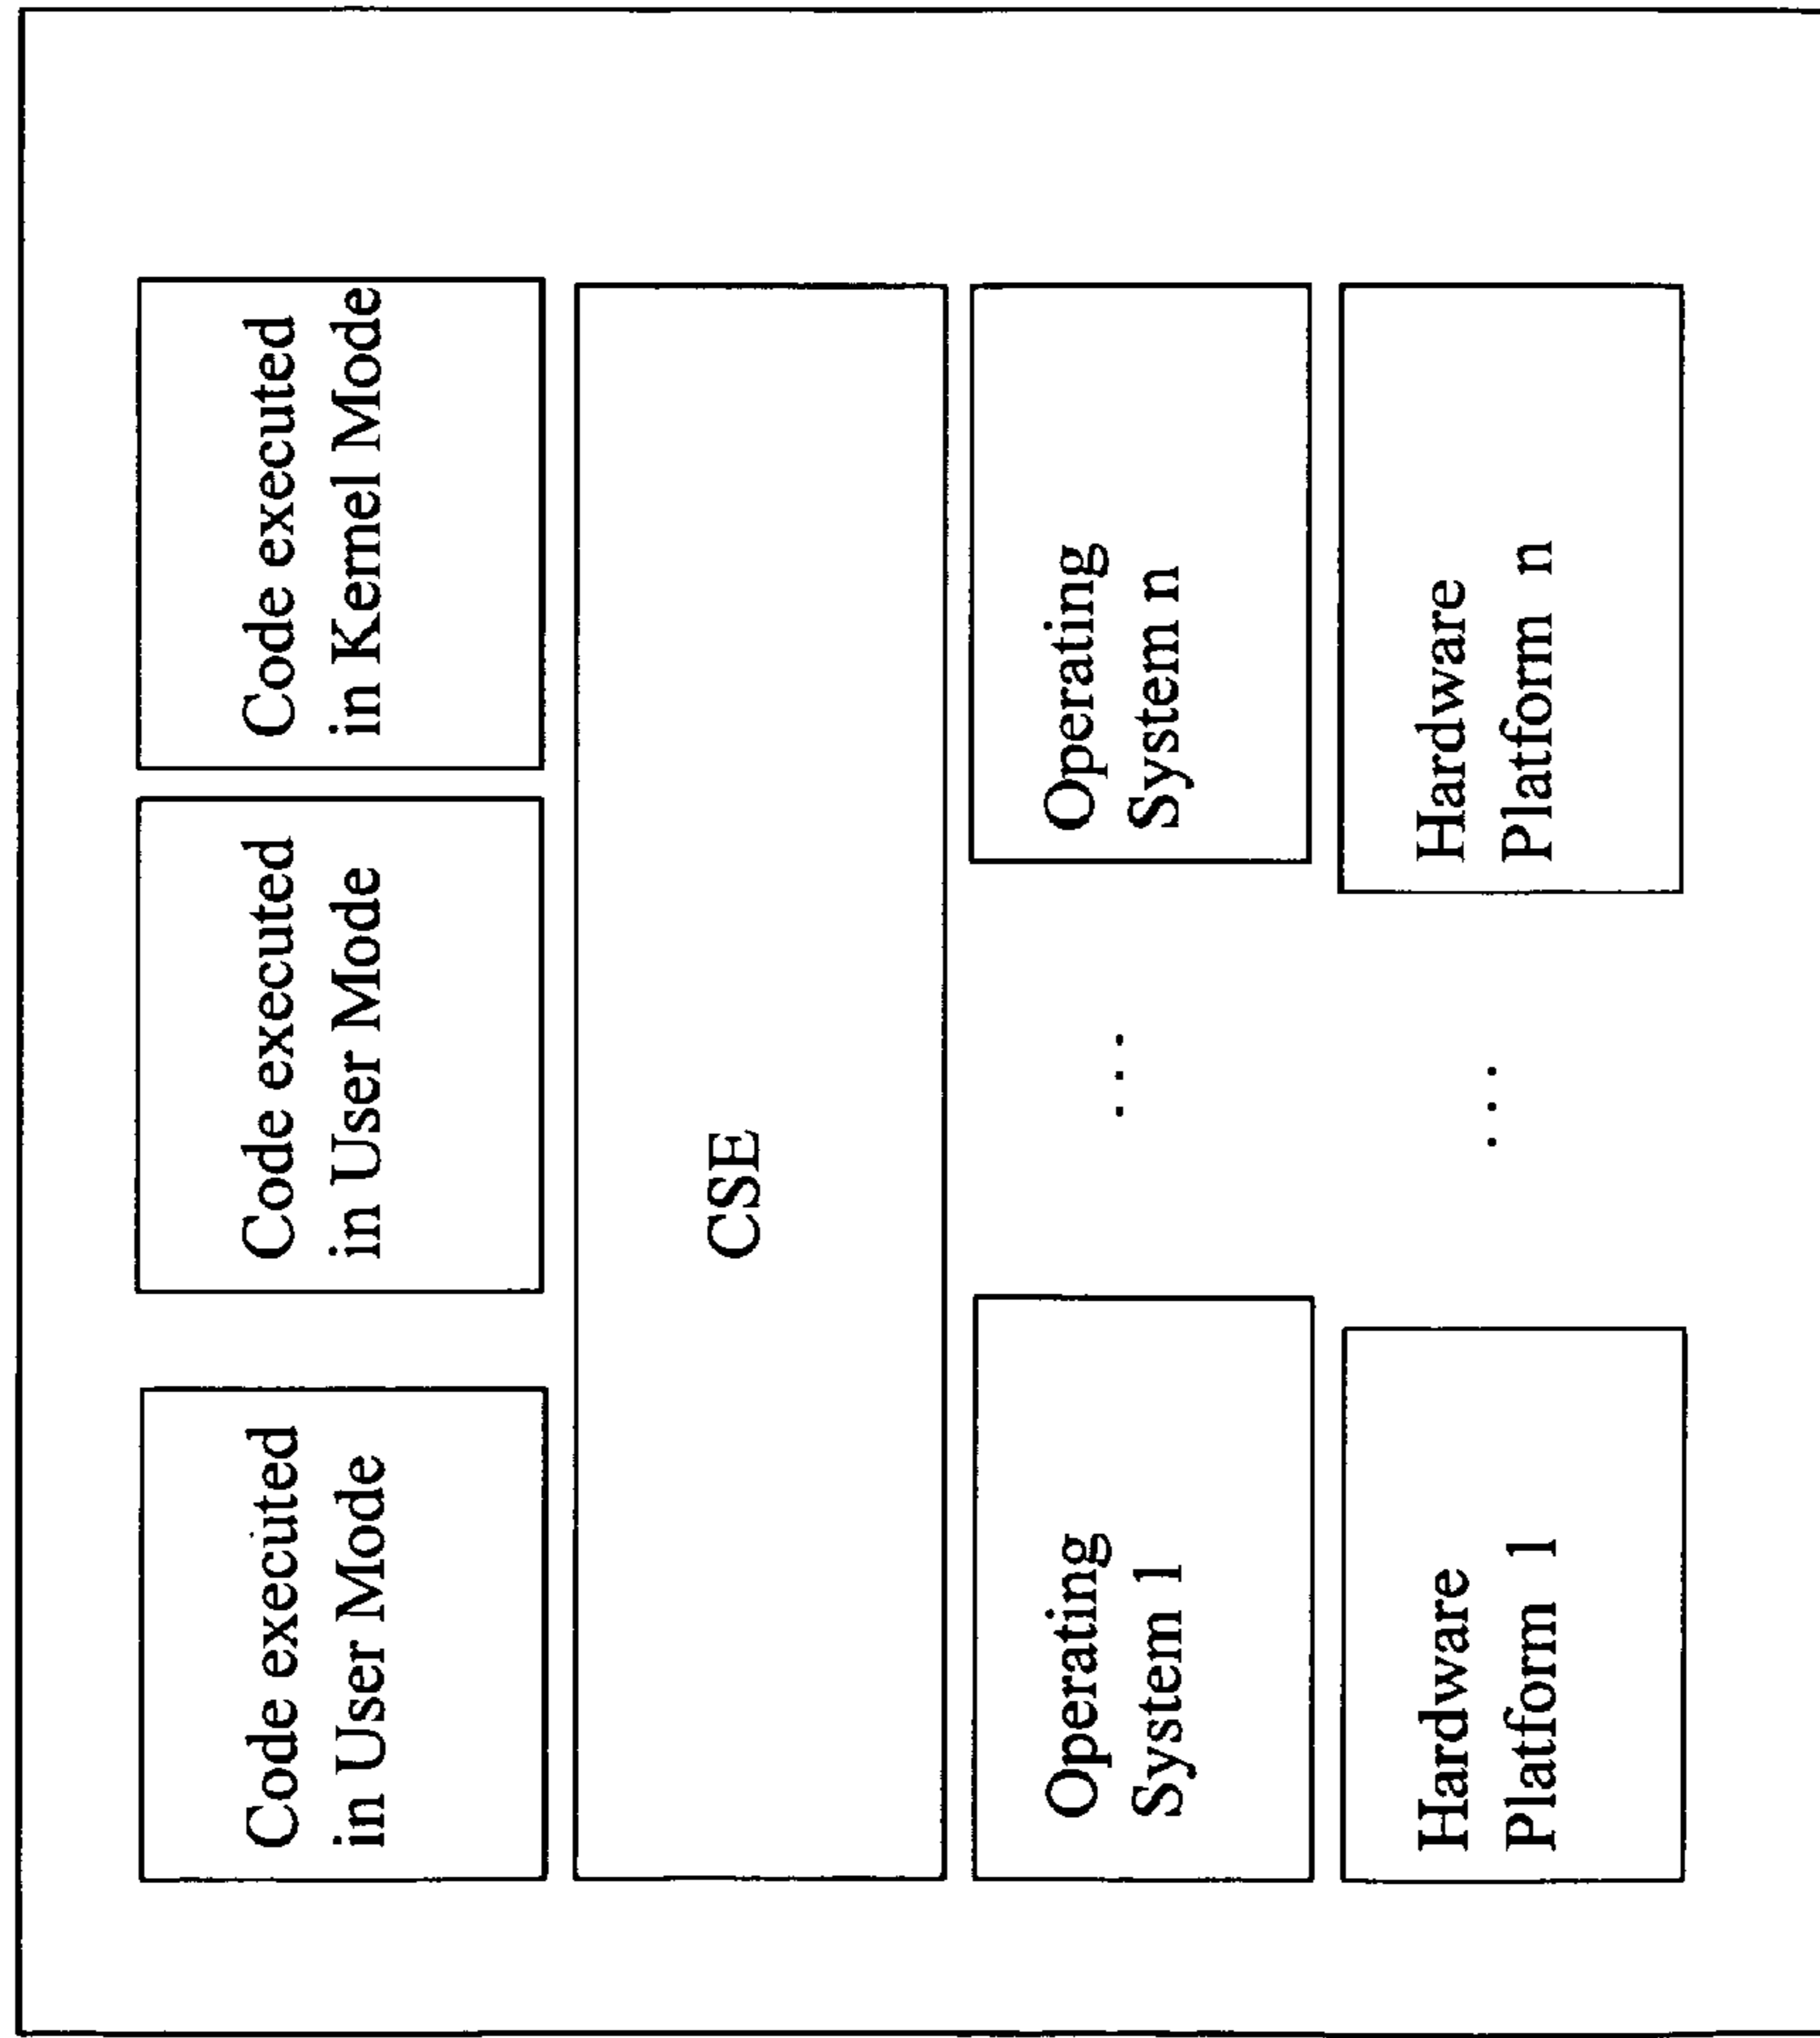 Code executed
in User Mode
Code executed
in User Mode
Code executed
in Kernel Mode
CSE
Operating
System 1
. . .
Operating
System n
Hardware
Platform 1
. . .
Hardware
Platform n